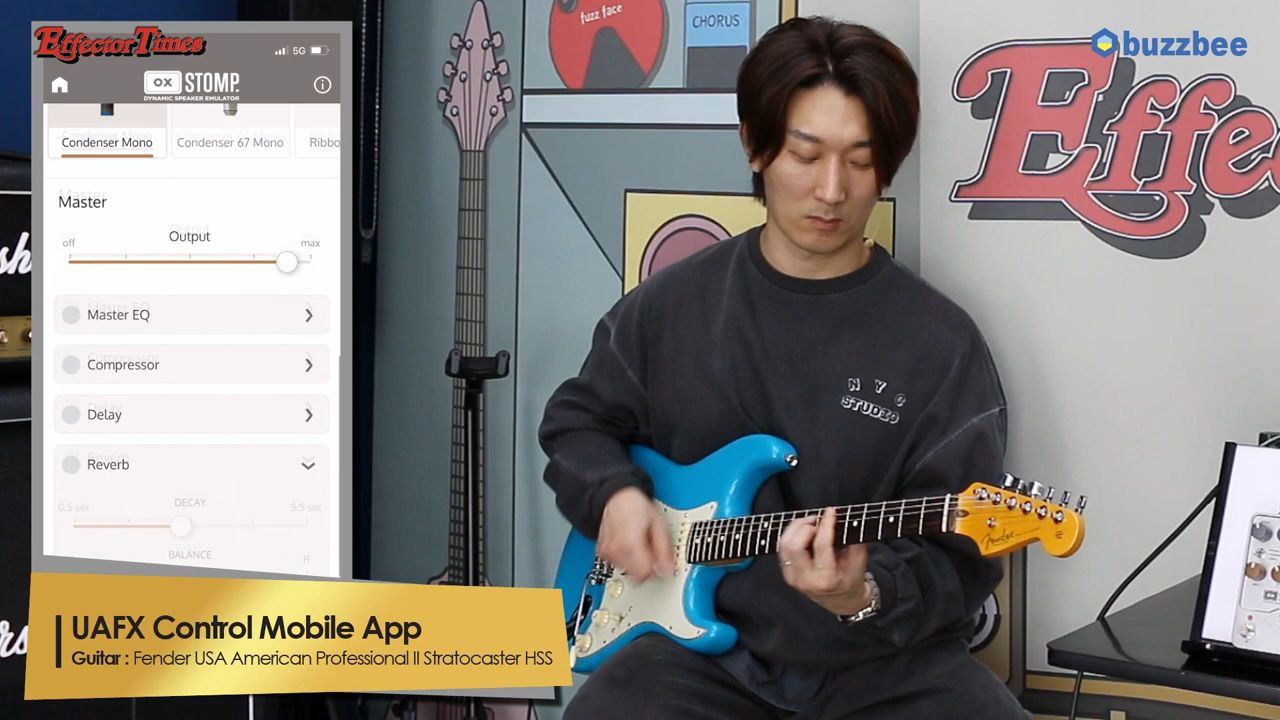 Effector Times
5G
OX STOMP
DYNAMIC SPEAKER EMULATOR
Condenser Mono
Condenser 67 Mono
Ribbo
Master
Output
off
max
Master EQ
Compressor
Delay
Reverb
DECAY
0.5 sec
5.5 sec
BALANCE
R
UAFX Control Mobile App
Guitar : Fender USA American Professional II Stratocaster HSS
fuzz face
CHORUS
buzzbee
Effec
N Y C
STUDIO
Fender